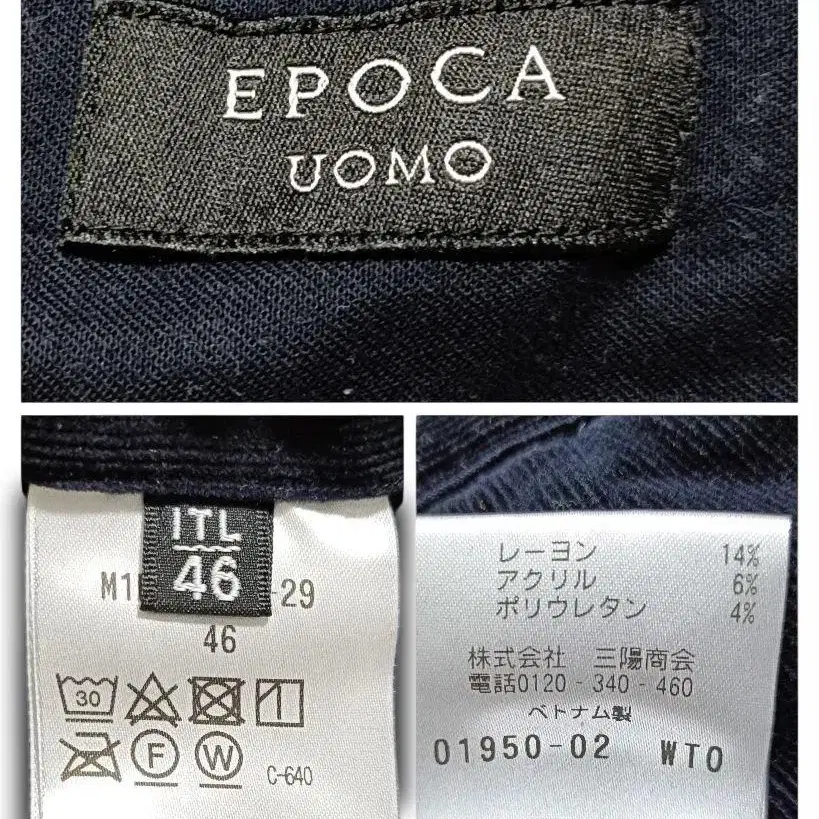 EPOCA
UOMO
ITL
46
M1 -29
46
30
F W C-640
レーヨン 14%
アクリル 6%
ポリウレタン 4%
株式会社 三陽商会
電話0120-340-460
ベトナム製
01950-02 WTO